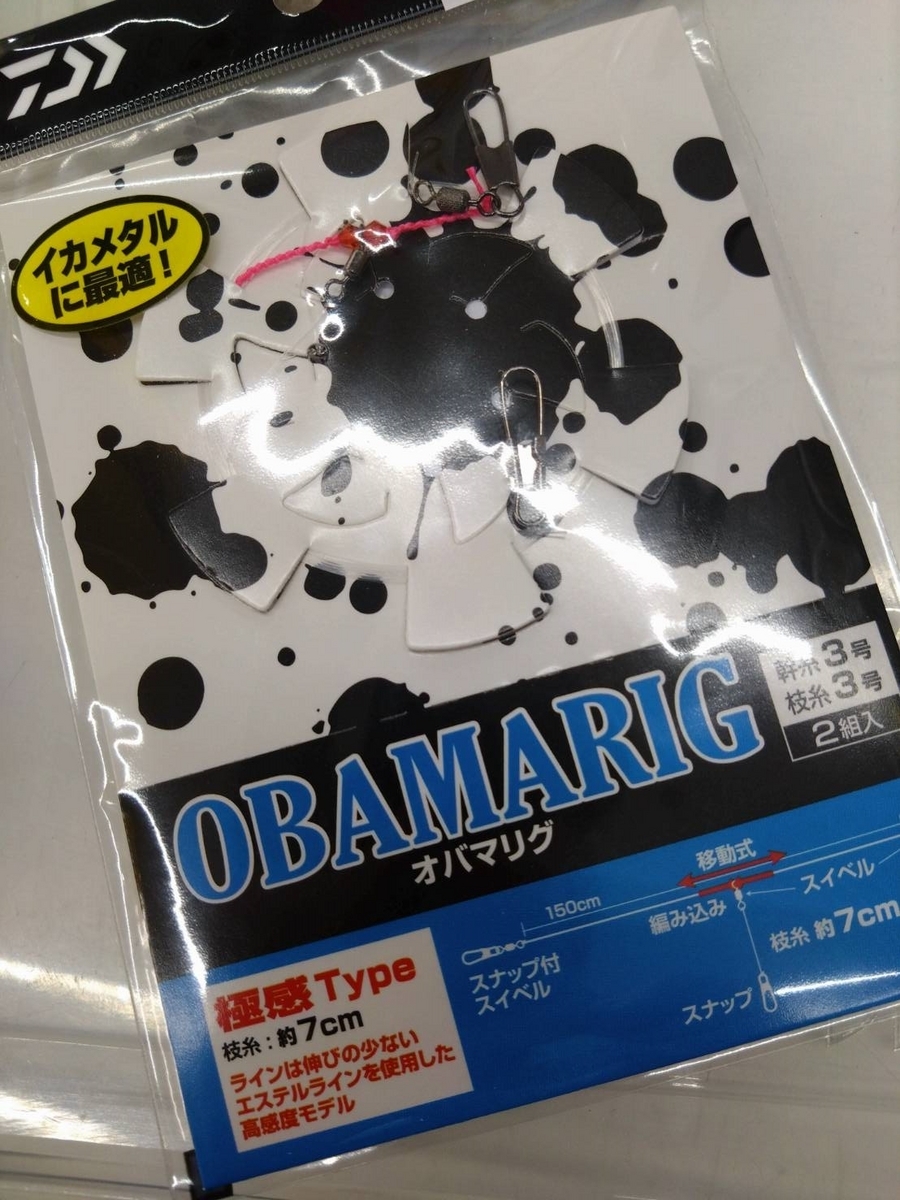 イカメタル
に最適!
幹糸3号
枝糸3号
2組入
OBAMARIG
オバマリグ
移動式
150cm
編み込み
スイベル
枝糸 約7cm
スナップ付
スイベル
スナップ
極感Type
枝糸:約7cm
ラインは伸びの少ない
エステルラインを使用した
高感度モデル